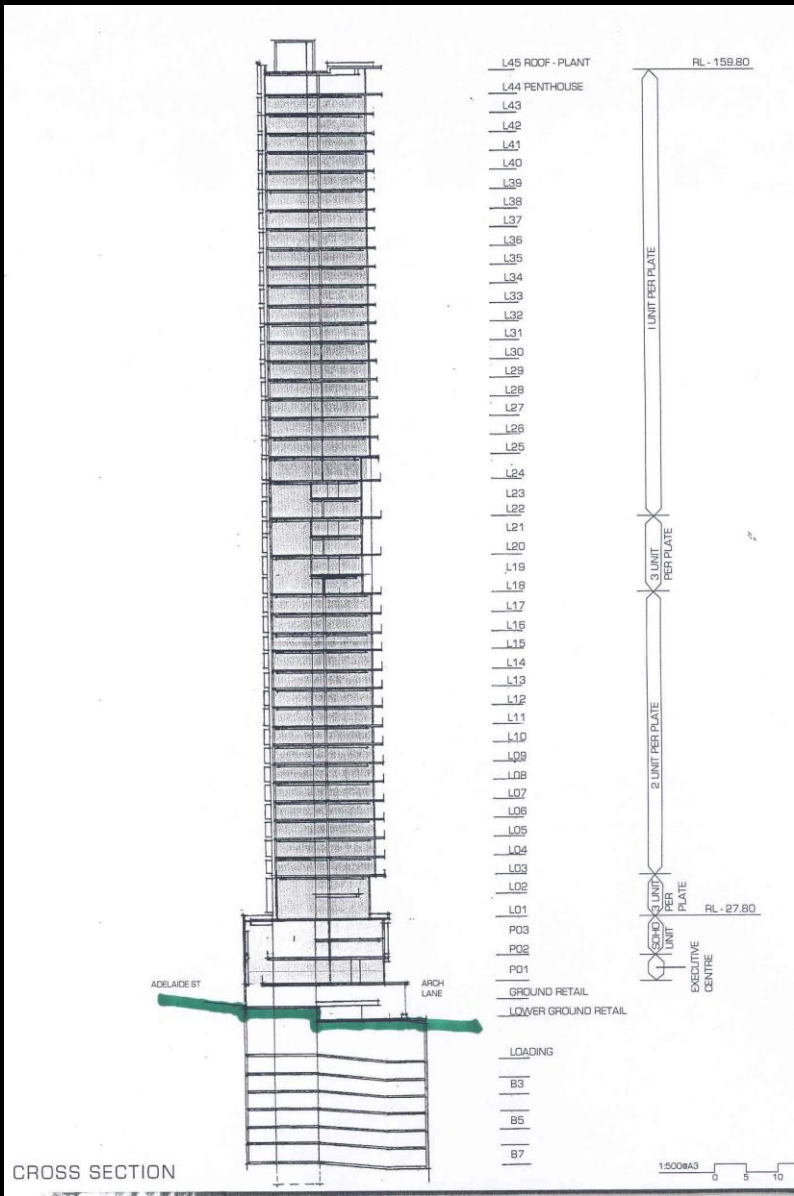 L45 ROOF - PLANT
RL - 159.80
L44 PENTHOUSE
L43
L42
L41
L40
L39
L38
L37
L36
L35
L34
L33
L32
L31
L30
L29
L28
L27
L26
L25
L24
L23
L22
L21
L20
L19
L18
L17
L16
L15
L14
L13
L12
L11
L10
L09
L08
L07
L06
L05
L04
L03
L02
L01
P03
P02
P01
GROUND RETAIL
LOWER GROUND RETAIL
LOADING
B3
B5
B7
1 UNIT PER PLATE
3 UNIT
PER PLATE
2 UNIT PER PLATE
3 UNIT
PER
PLATE
RL - 27.80
SOHO
UNIT
EXECUTIVE
CENTRE
ADELAIDE ST
ARCH
LANE
CROSS SECTION
1:500@A3
0 5 10